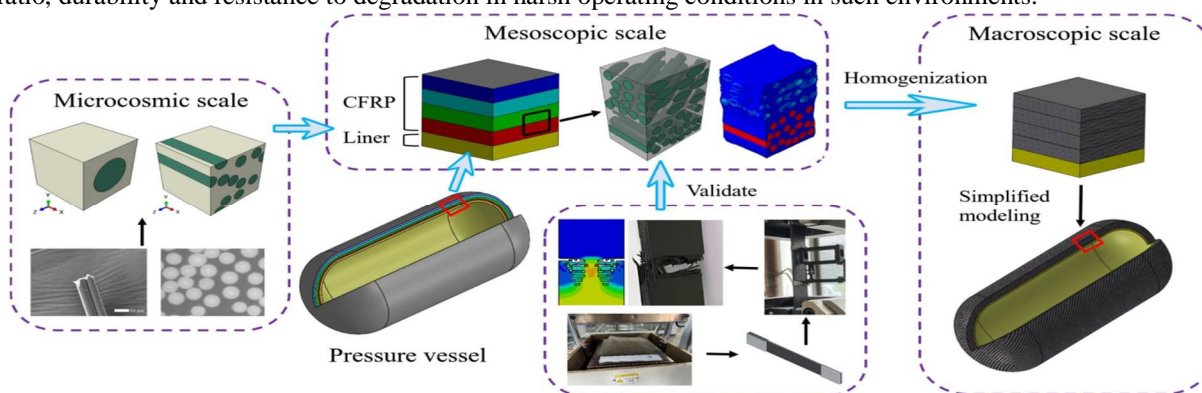 ratio, durability and resistance to degradation in harsh operating conditions in such environments.
Mesoscopic scale
Macroscopic scale
Microcosmic scale
CFRP
Liner
Homogenization
Validate
Simplified
modeling
Pressure vessel
Y
Z
X
Y
Z
X